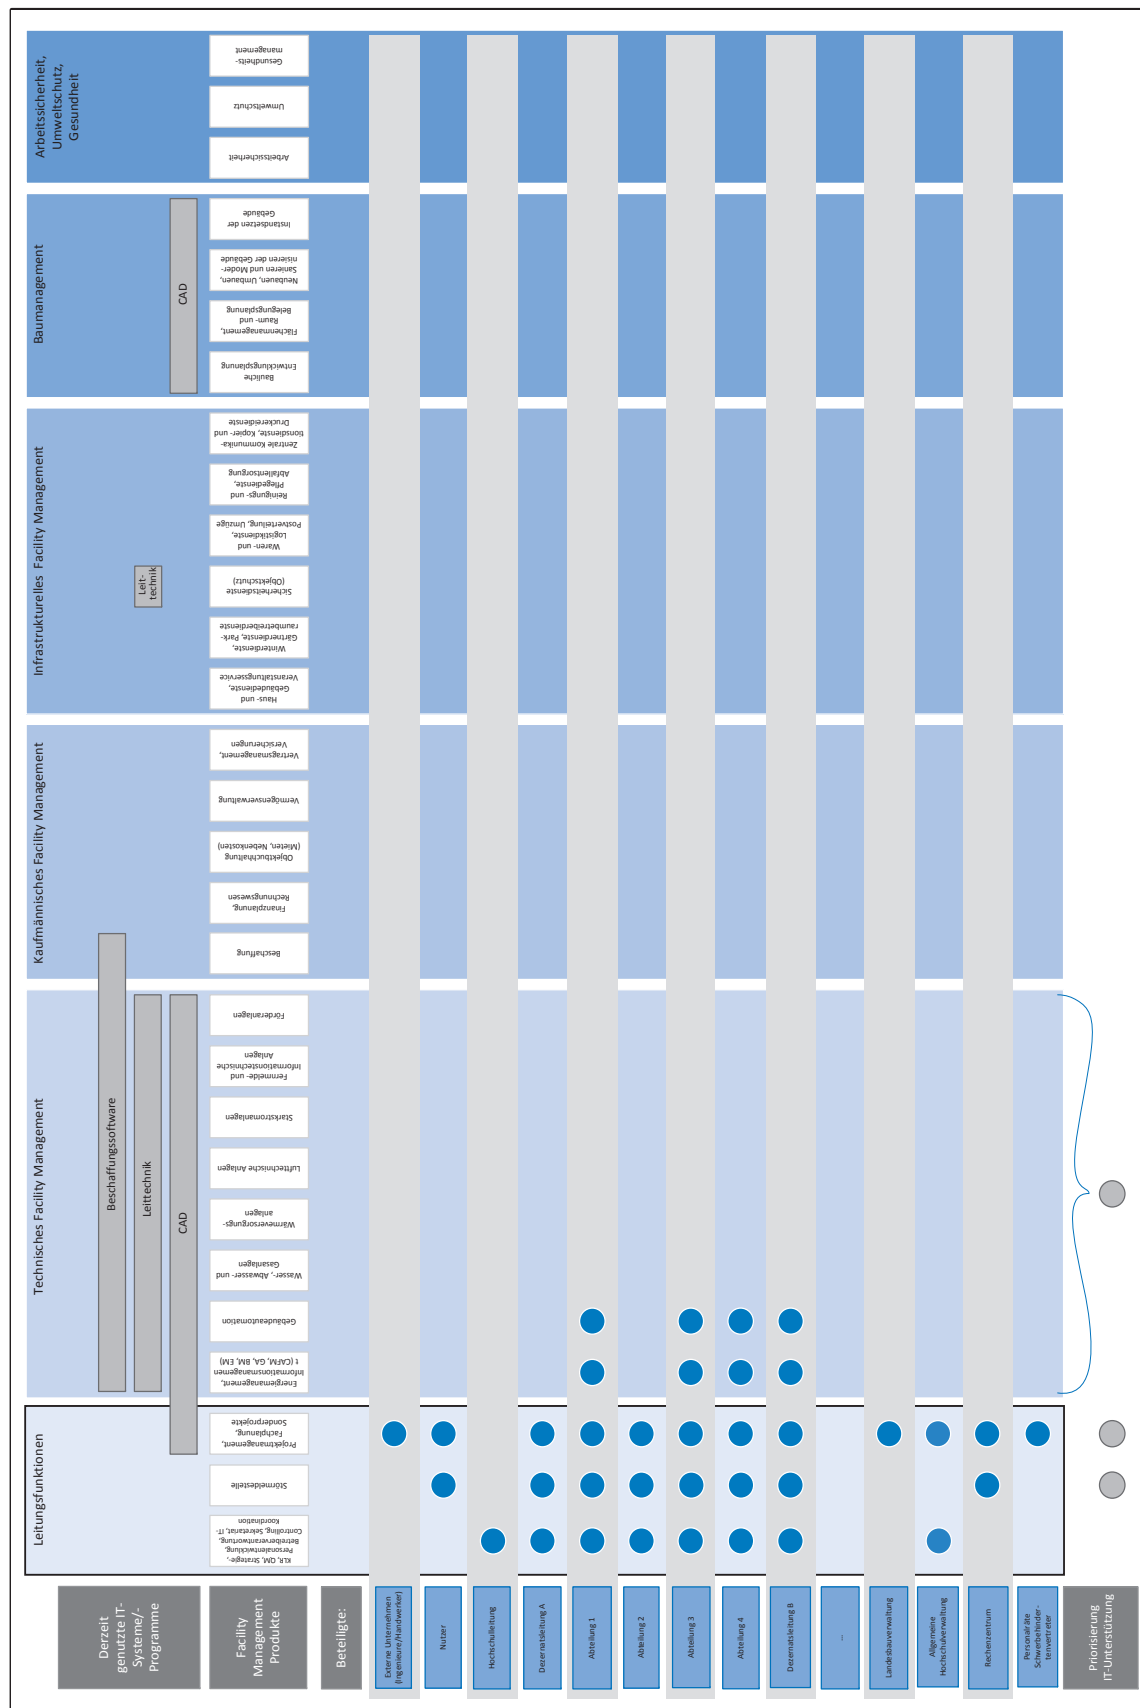 Derzeit
genutzte IT-
Systeme/-
Programme
Facility
Management
Produkte
Beteiligte:
Externe Unternehmen
(Ingenieure/Handwerker)
Nutzer
Hochschulleitung
Dezernatsleitung A
Abteilung 1
Abteilung 2
Abteilung 3
Abteilung 4
Dezernatsleitung B
...
Landesbauverwaltung
Allgemeine
Hochschulverwaltung
Rechenzentrum
Personalräte
Schwerbehinder-
tenvertreter
Priorisierung
IT-Unterstützung
Leitungsfunktionen
KLR, QM, Strategie-,
Personalentwicklung,
Betreiberverantwortung,
Controlling, Sekretariat, IT-
Koordination
Störmeldestelle
Projektmanagement,
Fachplanung,
Sonderprojekte
Technisches Facility Management
Beschaffungssoftware
Leittechnik
CAD
Energiemanagement,
Informationsmanagemen
t (CAFM, GA, BM, EM)
Gebäudeautomation
Wasser-, Abwasser- und
Gasanlagen
Wärmeversorgungs-
anlagen
Lufttechnische Anlagen
Starkstromanlagen
Fernmelde- und
Informationstechnische
Anlagen
Förderanlagen
Kaufmännisches Facility Management
Beschaffung
Finanzplanung,
Rechnungswesen
Objektbuchhaltung
(Mieten, Nebenkosten)
Vermögensverwaltung
Vertragsmanagement,
Versicherungen
Infrastrukturelles Facility Management
Leit-
technik
Haus- und
Gebäudedienste,
Veranstaltungsservice
Winterdienste,
Gärtnerdienste, Park-
raumbetreiberdienste
Sicherheitsdienste
(Objektschutz)
Waren- und
Logistikdienste,
Postverteilung, Umzüge
Reinigungs- und
Pflegedienste,
Abfallentsorgung
Zentrale Kommunika-
tionsdienste, Kopier- und
Druckereidienste
Baumanagement
CAD
Bauliche
Entwicklungsplanung
Flächenmanagement,
Raum- und
Belegungsplanung
Neubauen, Umbauen,
Sanieren und Moder-
nisieren der Gebäude
Instandsetzen der
Gebäude
Arbeitssicherheit,
Umweltschutz,
Gesundheit
Arbeitssicherheit
Umweltschutz
Gesundheits-
management